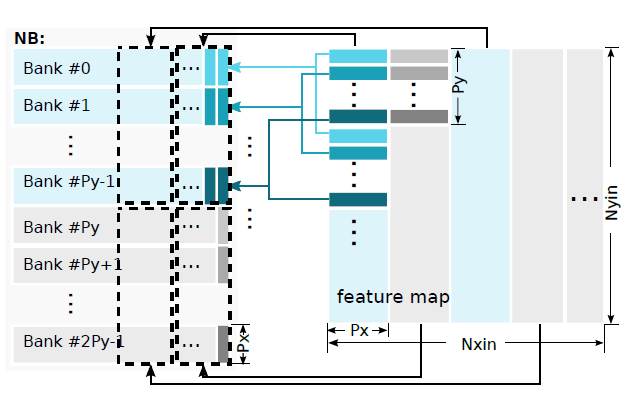 NB:
Bank #0
...
Bank #1
...
Bank #Py-1
...
Bank #Py
...
Bank #Py+1
...
...
Bank #2Py-1
...
Px
...
...
...
...
...
...
...
Py
Nyin
feature map
Px
Nxin